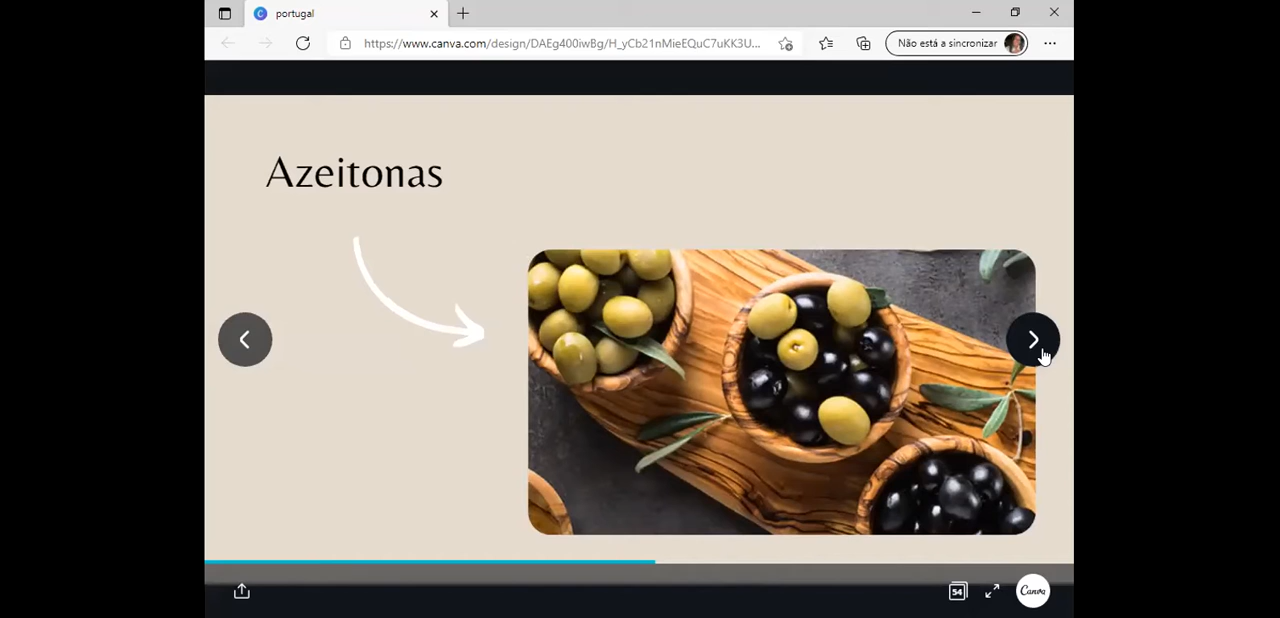 portugal
https://www.canva.com/design/DAEg400iwBg/H_yCb21nMieEQuC7uKK3U...
Não está a sincronizar
Azeitonas
54
Canva